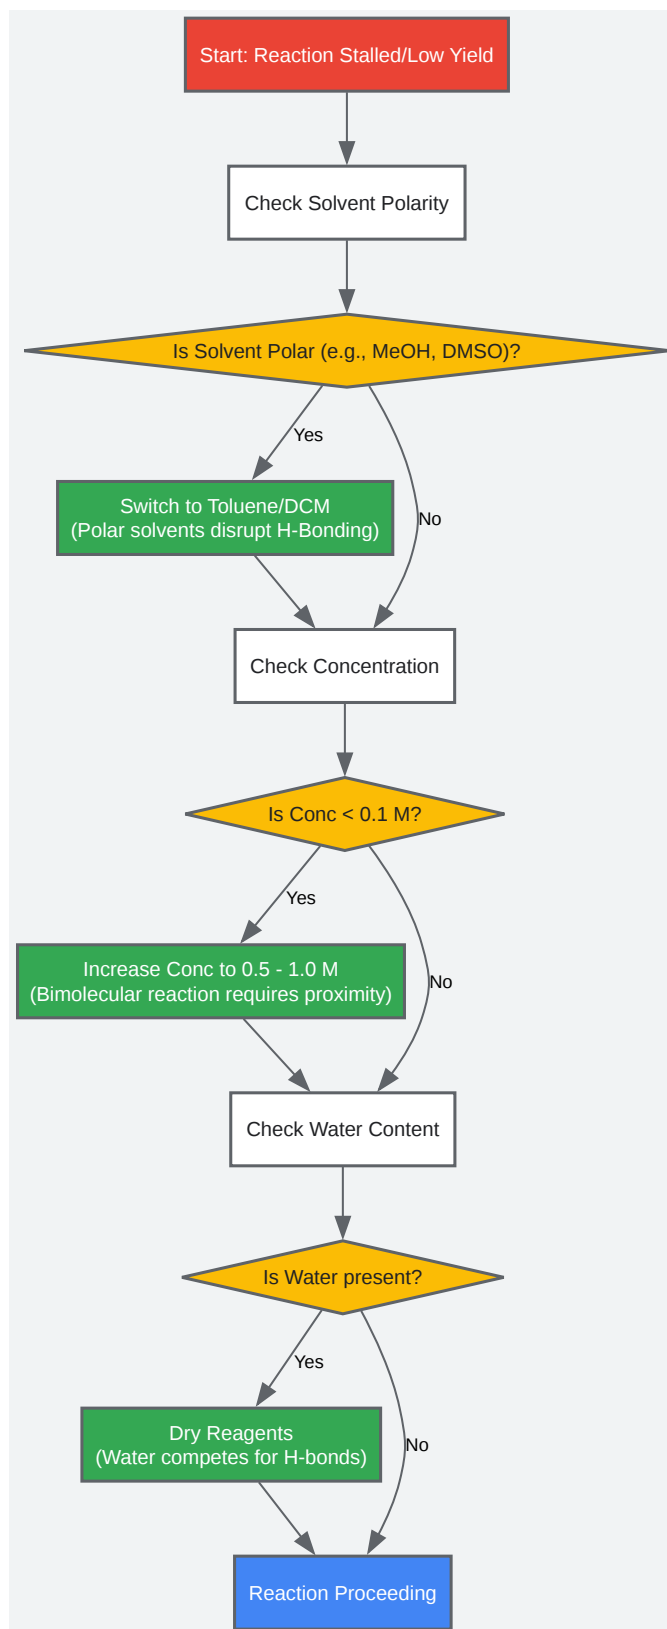 Start: Reaction Stalled/Low Yield
Check Solvent Polarity
Is Solvent Polar (e.g., MeOH, DMSO)?
Yes
Switch to Toluene/DCM
(Polar solvents disrupt H-Bonding)
No
Check Concentration
Is Conc < 0.1 M?
Yes
Increase Conc to 0.5 - 1.0 M
(Bimolecular reaction requires proximity)
No
Check Water Content
Is Water present?
Yes
Dry Reagents
(Water competes for H-bonds)
No
Reaction Proceeding